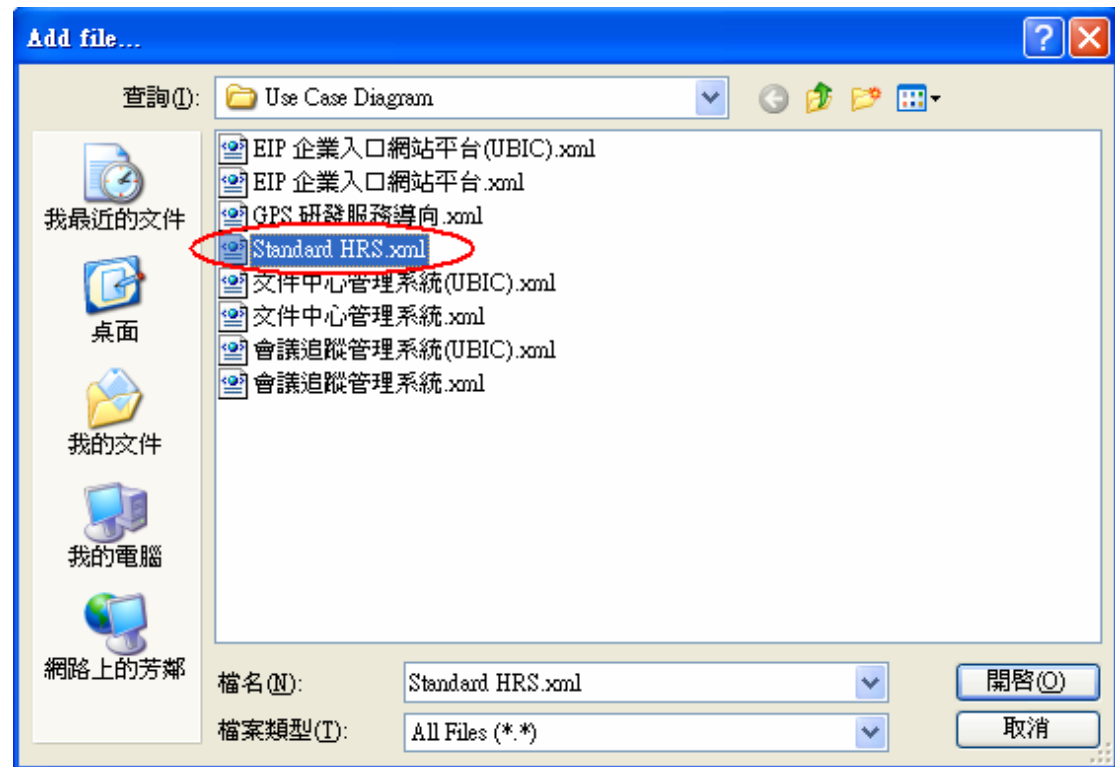 Add file...
查詢(I):
Use Case Diagram
我最近的文件
桌面
我的文件
我的電腦
網路上的芳鄰
EIP 企業入口網站平台(UBIC).xml
EIP 企業入口網站平台.xml
GPS 研發服務導向.xml
Standard HRS.xml
文件中心管理系統(UBIC).xml
文件中心管理系統.xml
會議追蹤管理系統(UBIC).xml
會議追蹤管理系統.xml
檔名(N):
Standard HRS.xml
開啓(O)
檔案類型(T):
All Files (*.*)
取消